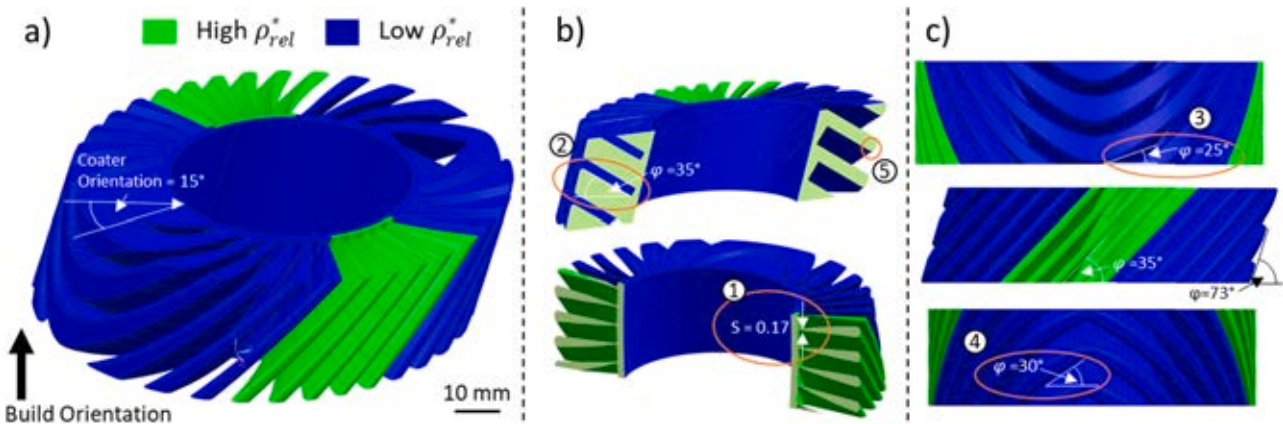 a)
High ρ*rel
Low ρ*rel
Coater
Orientation = 15°
10 mm
Build Orientation
b)
②
φ =35°
⑤
①
S = 0.17
c)
③
φ =25°
φ =35°
φ=73°
④
φ =30°